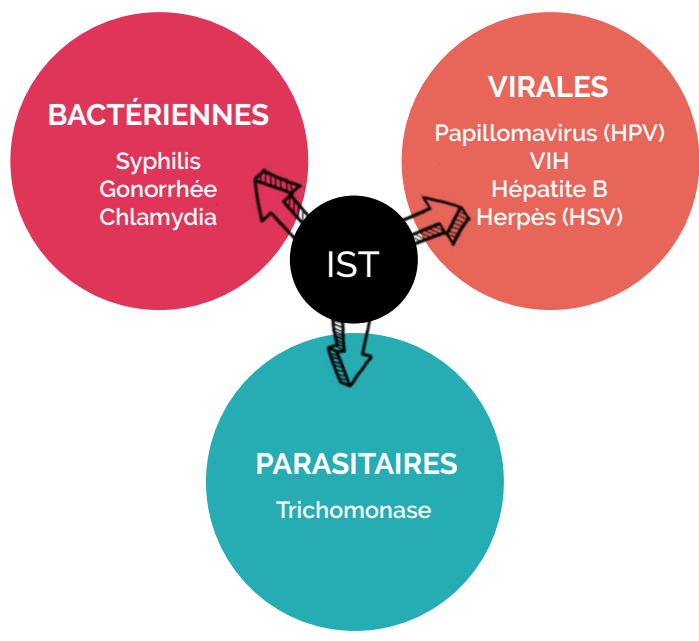 BACTÉRIENNES
Syphilis
Gonorrhée
Chlamydia
VIRALES
Papillomavirus (HPV)
VIH
Hépatite B
Herpès (HSV)
IST
PARASITAIRES
Trichomonase